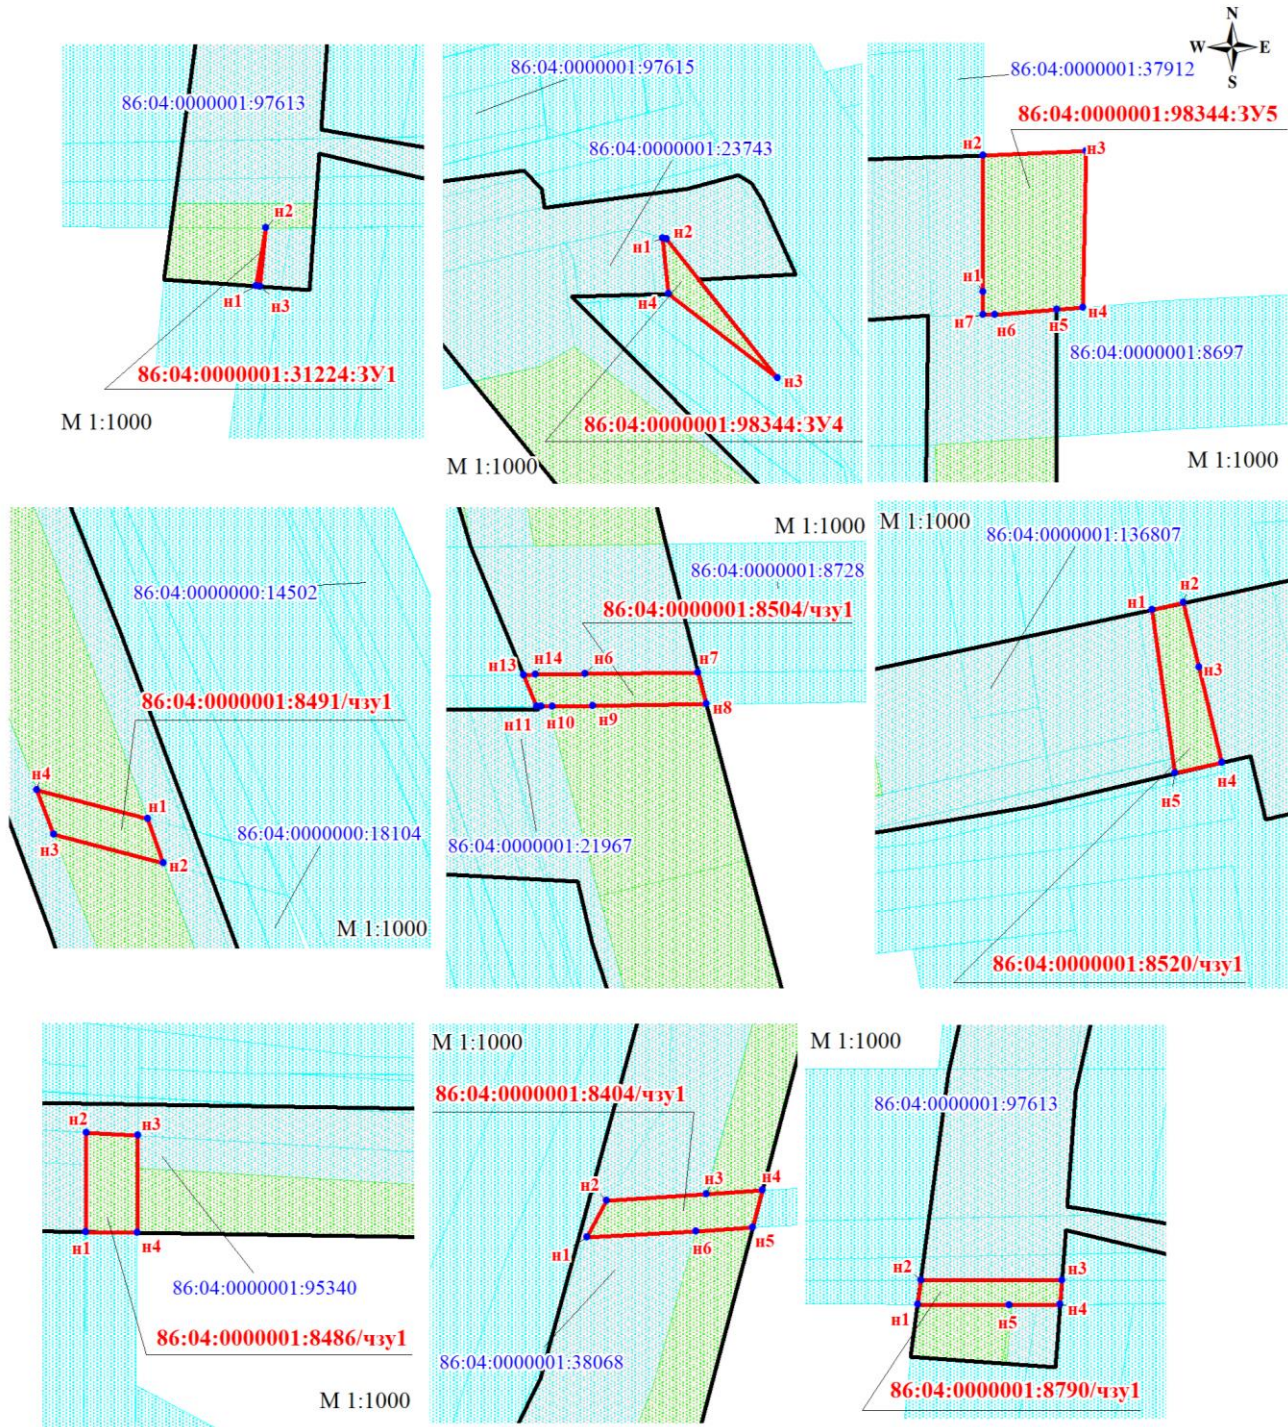 N
W E
S
86:04:0000001:97613
н2
н1
н3
86:04:0000001:31224:ЗУ1
М 1:1000
86:04:0000001:97615
86:04:0000001:23743
н1 н2
н4
н3
86:04:0000001:98344:ЗУ4
М 1:1000
86:04:0000001:37912
86:04:0000001:98344:ЗУ5
н2
н3
н1
н7 н6 н5 н4
86:04:0000001:8697
М 1:1000
86:04:0000000:14502
86:04:0000001:8491/чзу1
н4
н1
н3
н2
86:04:0000000:18104
М 1:1000
М 1:1000
86:04:0000001:8728
86:04:0000001:8504/чзу1
н13 н14 н6 н7
н11 н10 н9 н8
86:04:0000001:21967
М 1:1000
86:04:0000001:136807
н1 н2
н3
н5 н4
86:04:0000001:8520/чзу1
н2 н3
н1 н4
86:04:0000001:95340
86:04:0000001:8486/чзу1
М 1:1000
М 1:1000
86:04:0000001:8404/чзу1
н2 н3 н4
н1 н6 н5
86:04:0000001:38068
М 1:1000
86:04:0000001:97613
н2 н3
н1 н5 н4
86:04:0000001:8790/чзу1